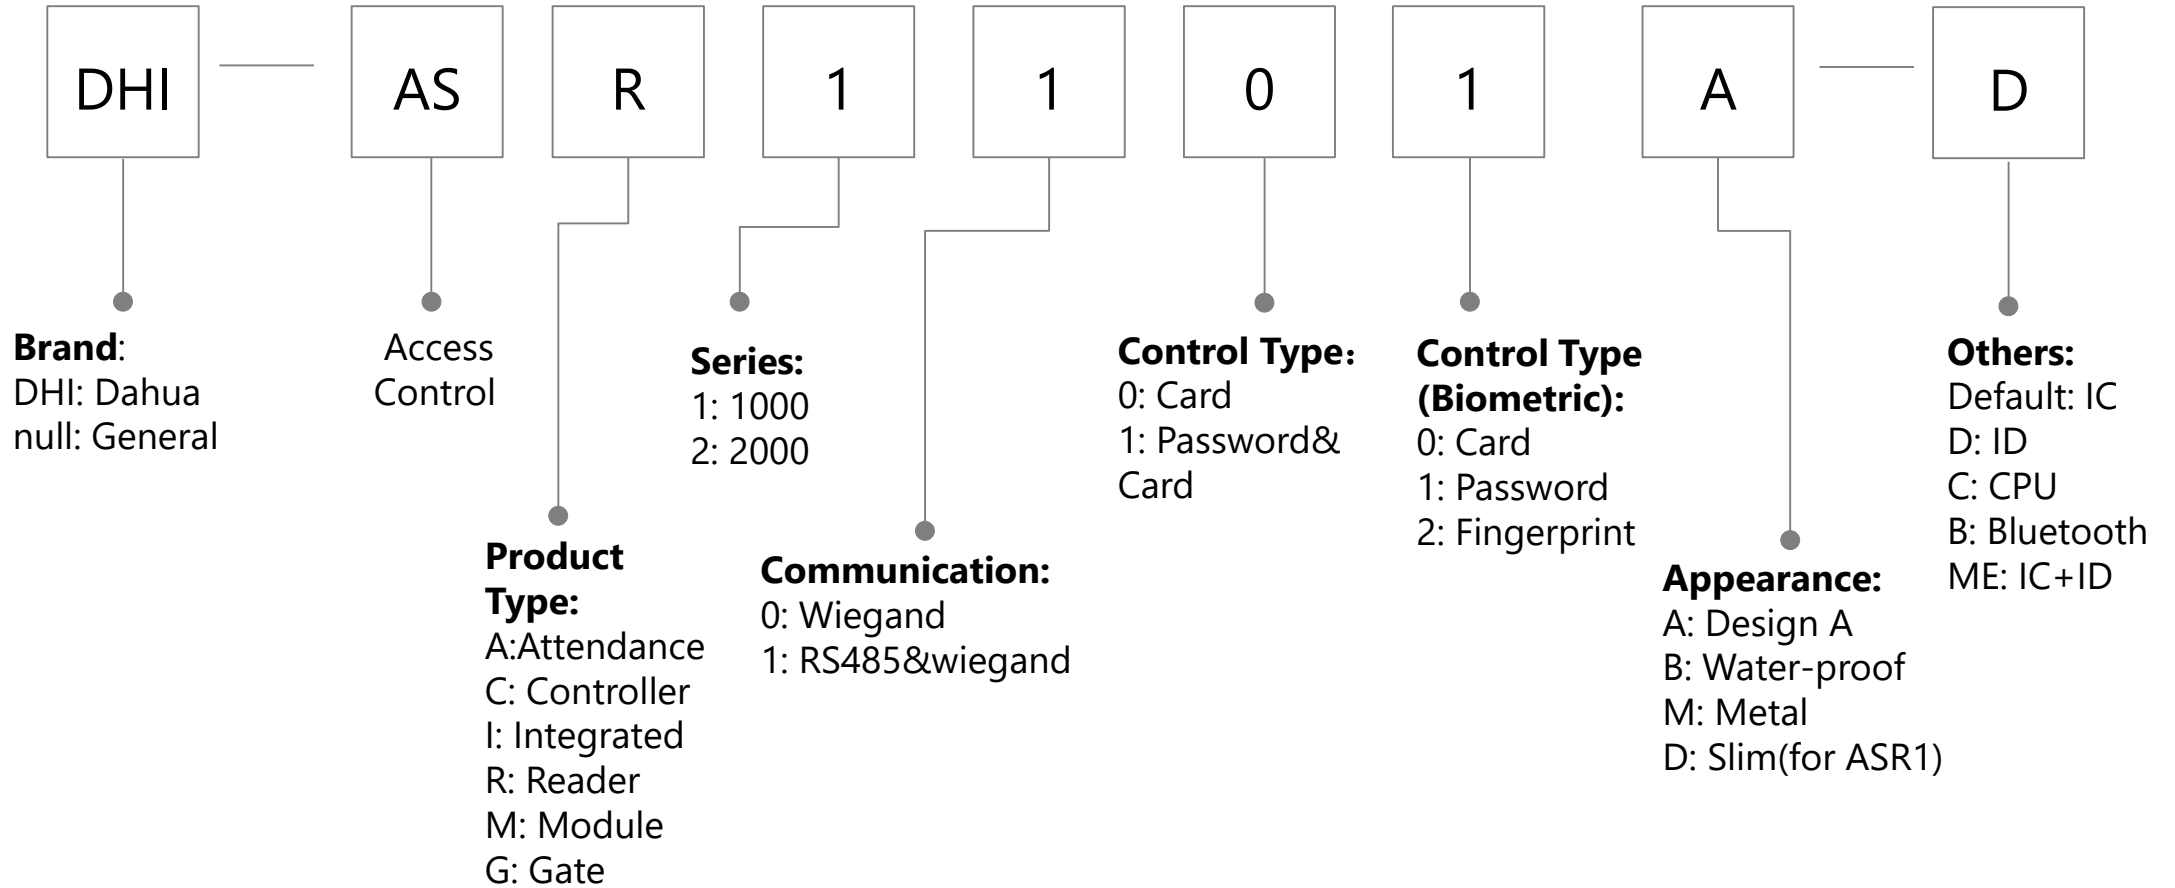 DHI
AS
R
1
1
0
1
A
D
Brand:
DHI: Dahua
null: General
Access
Control
Product
Type:
A:Attendance
C: Controller
I: Integrated
R: Reader
M: Module
G: Gate
Series:
1: 1000
2: 2000
Communication:
0: Wiegand
1: RS485&wiegand
Control Type：
0: Card
1: Password&
Card
Control Type
(Biometric):
0: Card
1: Password
2: Fingerprint
Appearance:
A: Design A
B: Water-proof
M: Metal
D: Slim(for ASR1)
Others:
Default: IC
D: ID
C: CPU
B: Bluetooth
ME: IC+ID